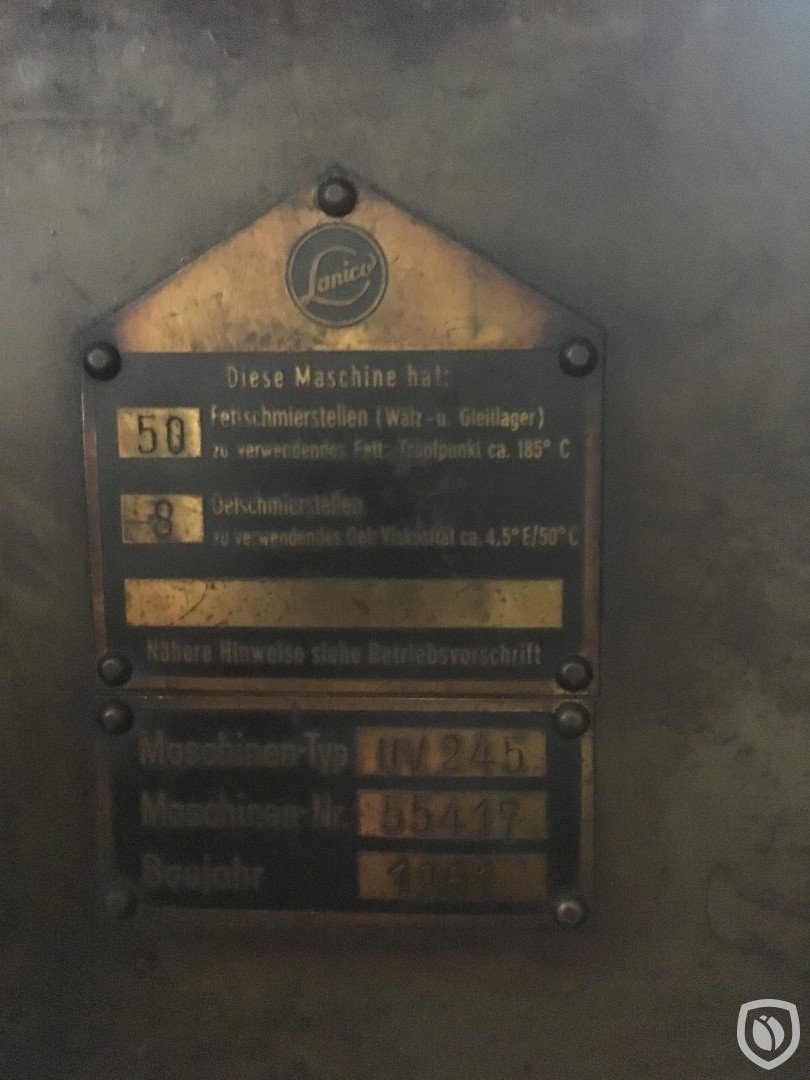 Lanico
Diese Maschine hat:
50 Fettschmierstellen (Wälz- u. Gleitlager)
zu verwendendes Fett: Tropfpunkt ca. 185° C
8 Oelschmierstellen
zu verwendendes Oel: Viskosität ca. 4,5° E/50° C
Nähere Hinweise siehe Betriebsvorschrift
Maschinen-Typ UV 245
Maschinen-Nr. 55417
Baujahr